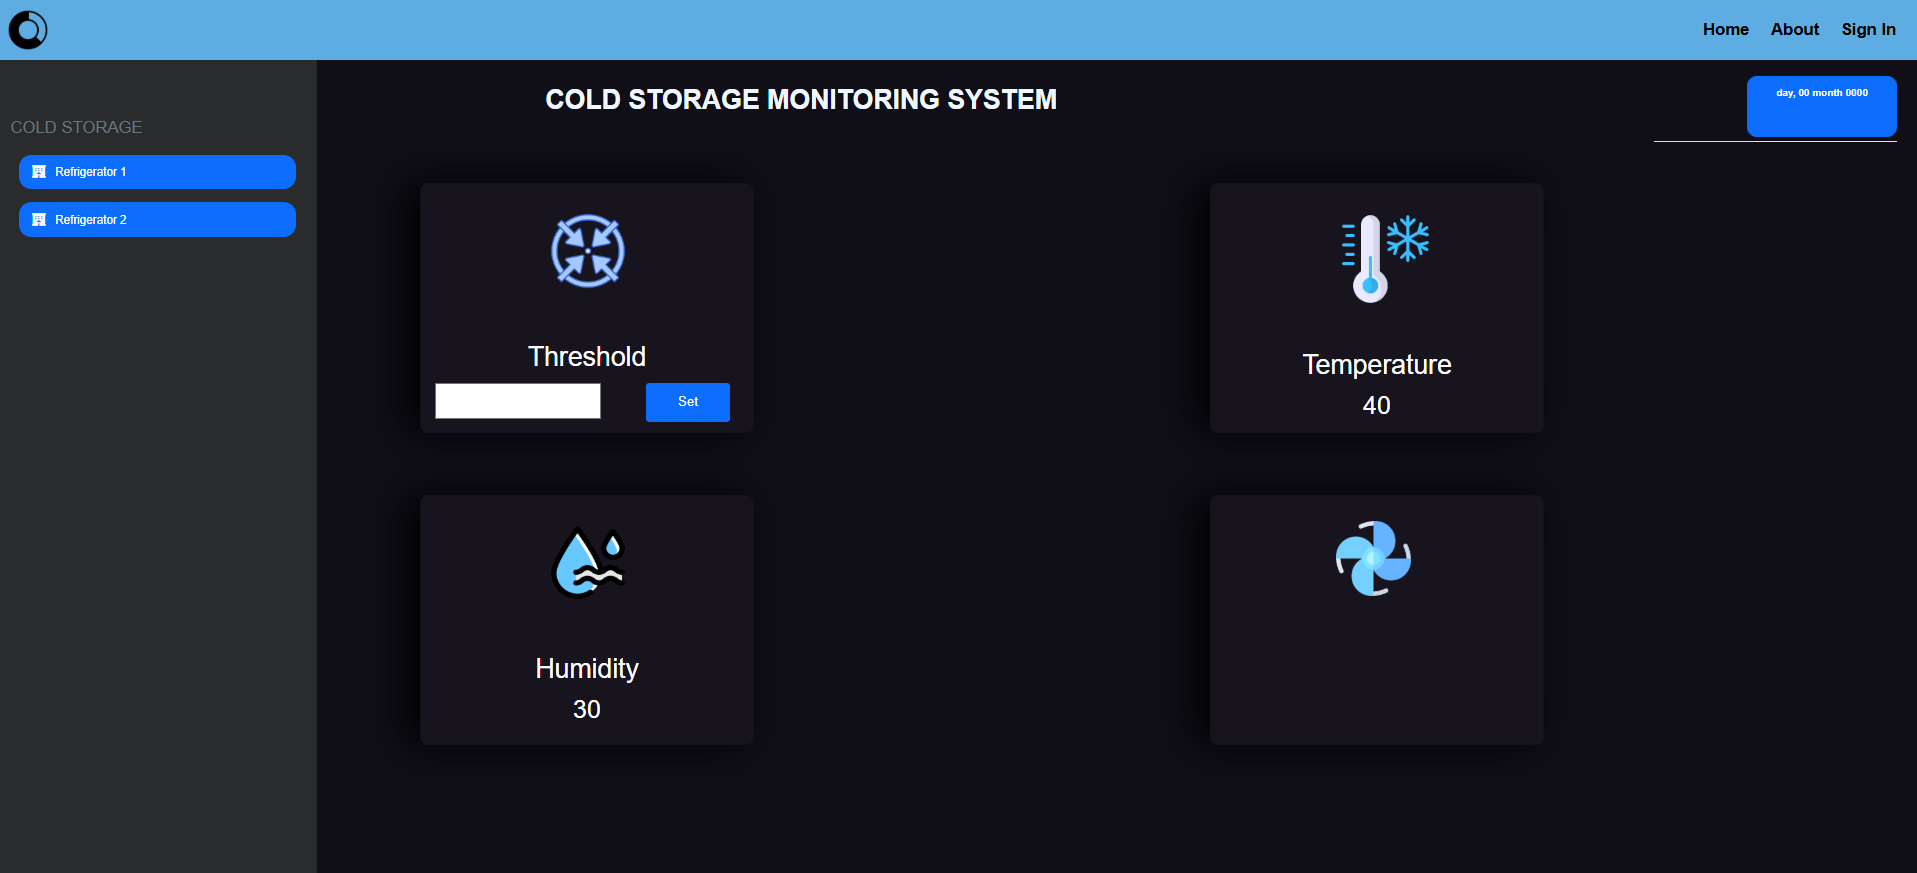 Home About Sign In
COLD STORAGE MONITORING SYSTEM
day, 00 month 0000
COLD STORAGE
Refrigerator 1
Refrigerator 2
Threshold
Set
Temperature
40
Humidity
30